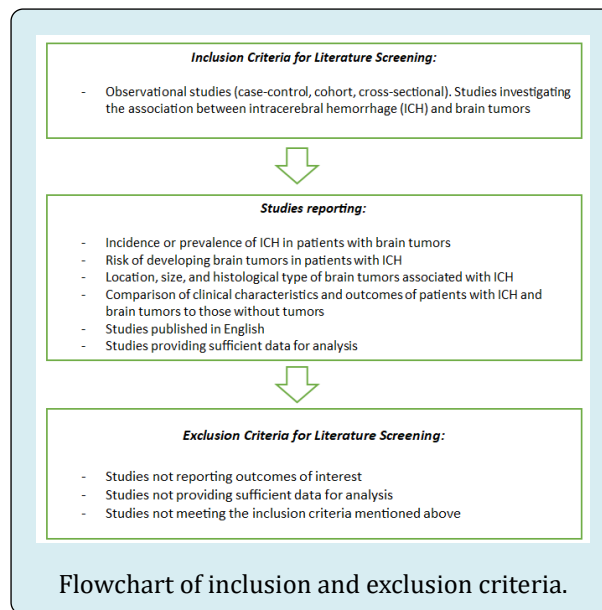 Inclusion Criteria for Literature Screening:
- Observational studies (case-control, cohort, cross-sectional). Studies investigating
the association between intracerebral hemorrhage (ICH) and brain tumors
Studies reporting:
- Incidence or prevalence of ICH in patients with brain tumors
- Risk of developing brain tumors in patients with ICH
- Location, size, and histological type of brain tumors associated with ICH
- Comparison of clinical characteristics and outcomes of patients with ICH and
brain tumors to those without tumors
- Studies published in English
- Studies providing sufficient data for analysis
Exclusion Criteria for Literature Screening:
- Studies not reporting outcomes of interest
- Studies not providing sufficient data for analysis
- Studies not meeting the inclusion criteria mentioned above
Flowchart of inclusion and exclusion criteria.